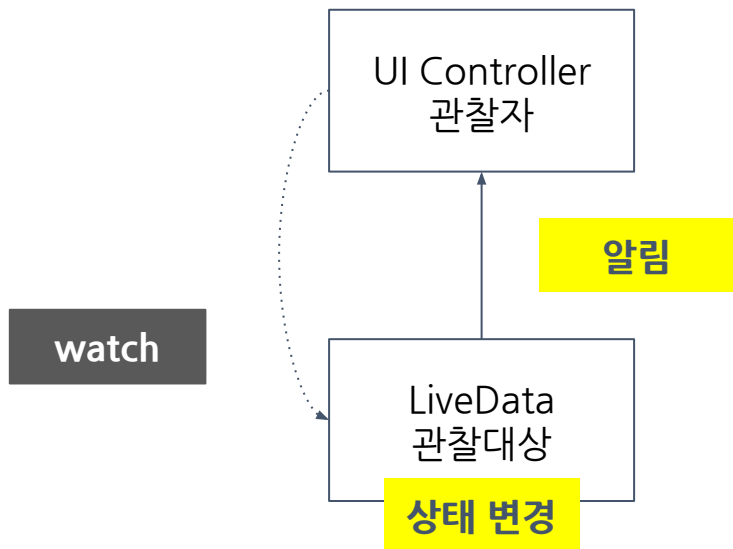 UI Controller
관찰자
알림
watch
LiveData
관찰대상
상태 변경